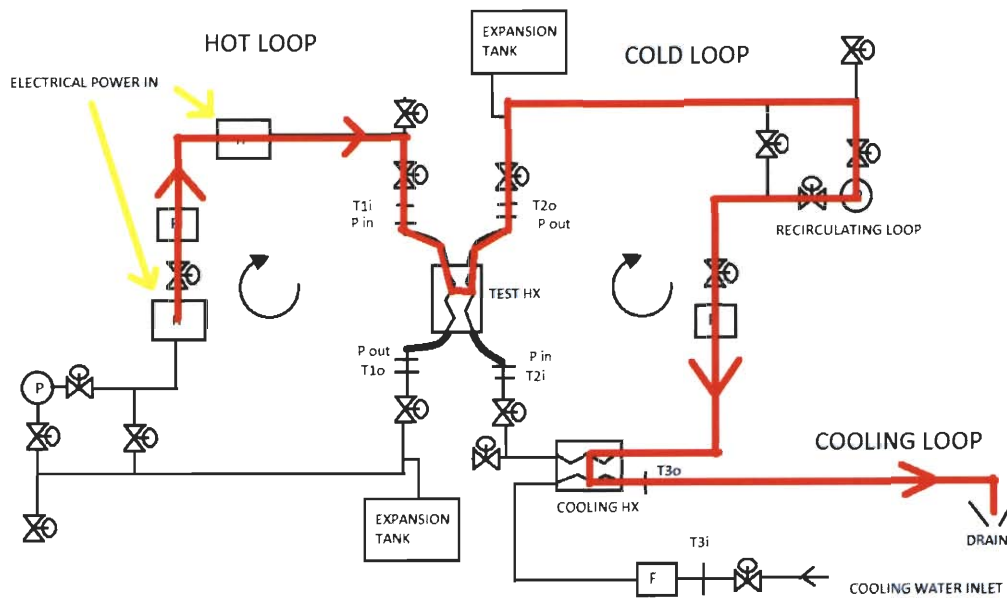 HOT LOOP
EXPANSION
TANK
COLD LOOP
ELECTRICAL POWER IN
T1i
P in
T2o
P out
RECIRCULATING LOOP
TEST HX
P out
T1o
P in
T2i
P
COOLING LOOP
T3o
COOLING HX
EXPANSION
TANK
DRAIN
T3i
F
COOLING WATER INLET